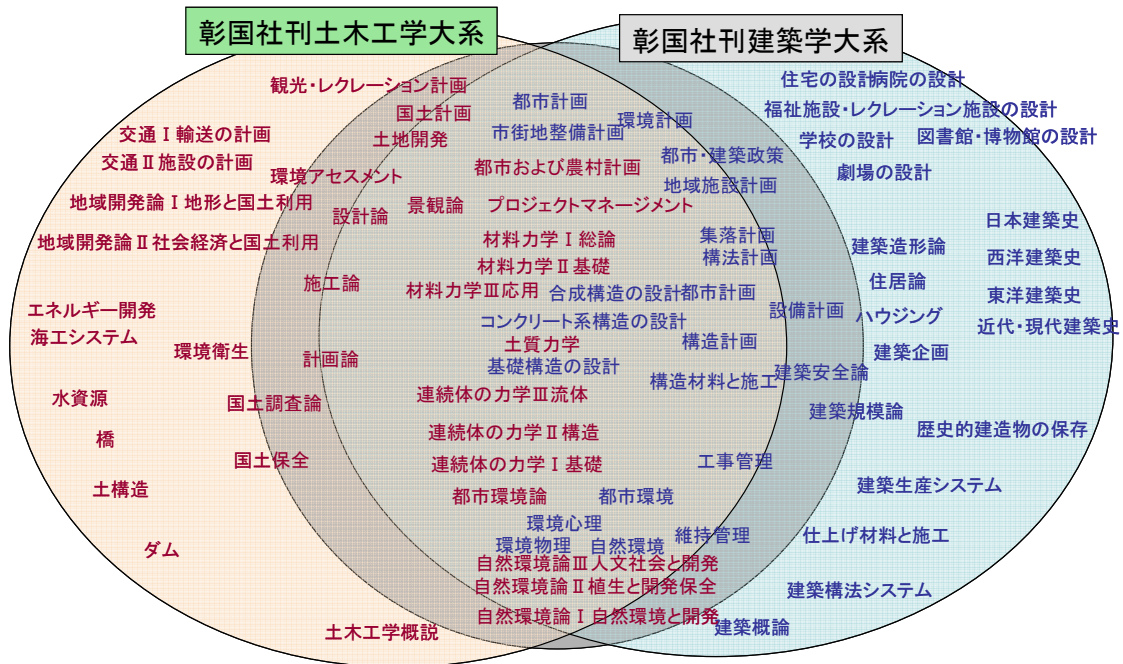 彰国社刊土木工学大系
彰国社刊建築学大系
観光・レクレーション計画
国土計画
土地開発
交通Ⅰ輸送の計画
交通Ⅱ施設の計画
環境アセスメント
地域開発論Ⅰ地形と国土利用
設計論
地域開発論Ⅱ社会経済と国土利用
施工論
エネルギー開発
海工システム
環境衛生
計画論
水資源
国土調査論
橋
国土保全
土構造
ダム
土木工学概説
都市計画
環境計画
市街地整備計画
都市・建築政策
都市および農村計画
地域施設計画
景観論
プロジェクトマネージメント
材料力学Ⅰ総論
集落計画
材料力学Ⅱ基礎
構法計画
材料力学Ⅲ応用
合成構造の設計
都市計画
設備計画
コンクリート系構造の設計
土質力学
構造計画
基礎構造の設計
構造材料と施工
建築安全論
連続体の力学Ⅲ流体
連続体の力学Ⅱ構造
連続体の力学Ⅰ基礎
工事管理
都市環境論
都市環境
環境心理
環境物理
自然環境
維持管理
自然環境論Ⅲ人文社会と開発
自然環境論Ⅱ植生と開発保全
自然環境論Ⅰ自然環境と開発
住宅の設計
病院の設計
福祉施設・レクレーション施設の設計
学校の設計
図書館・博物館の設計
劇場の設計
日本建築史
建築造形論
西洋建築史
住居論
東洋建築史
ハウジング
近代・現代建築史
建築企画
建築規模論
歴史的建造物の保存
建築生産システム
仕上げ材料と施工
建築構法システム
建築概論